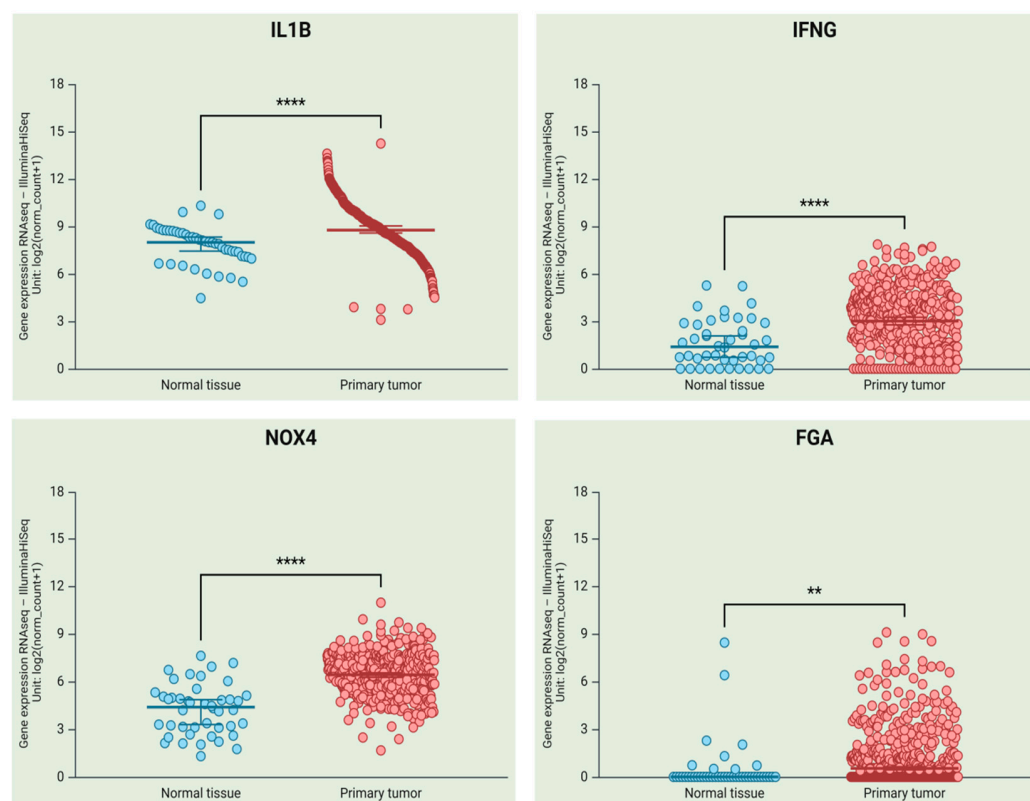 IL1B
Gene expression RNAseq – IlluminaHiSeq
Unit: log2(norm_count+1)
18
15
12
9
6
3
0
****
Normal tissue
Primary tumor
IFNG
Gene expression RNAseq – IlluminaHiSeq
Unit: log2(norm_count+1)
18
15
12
9
6
3
0
****
Normal tissue
Primary tumor
NOX4
Gene expression RNAseq – IlluminaHiSeq
Unit: log2(norm_count+1)
18
15
12
9
6
3
0
****
Normal tissue
Primary tumor
FGA
Gene expression RNAseq – IlluminaHiSeq
Unit: log2(norm_count+1)
18
15
12
9
6
3
0
**
Normal tissue
Primary tumor